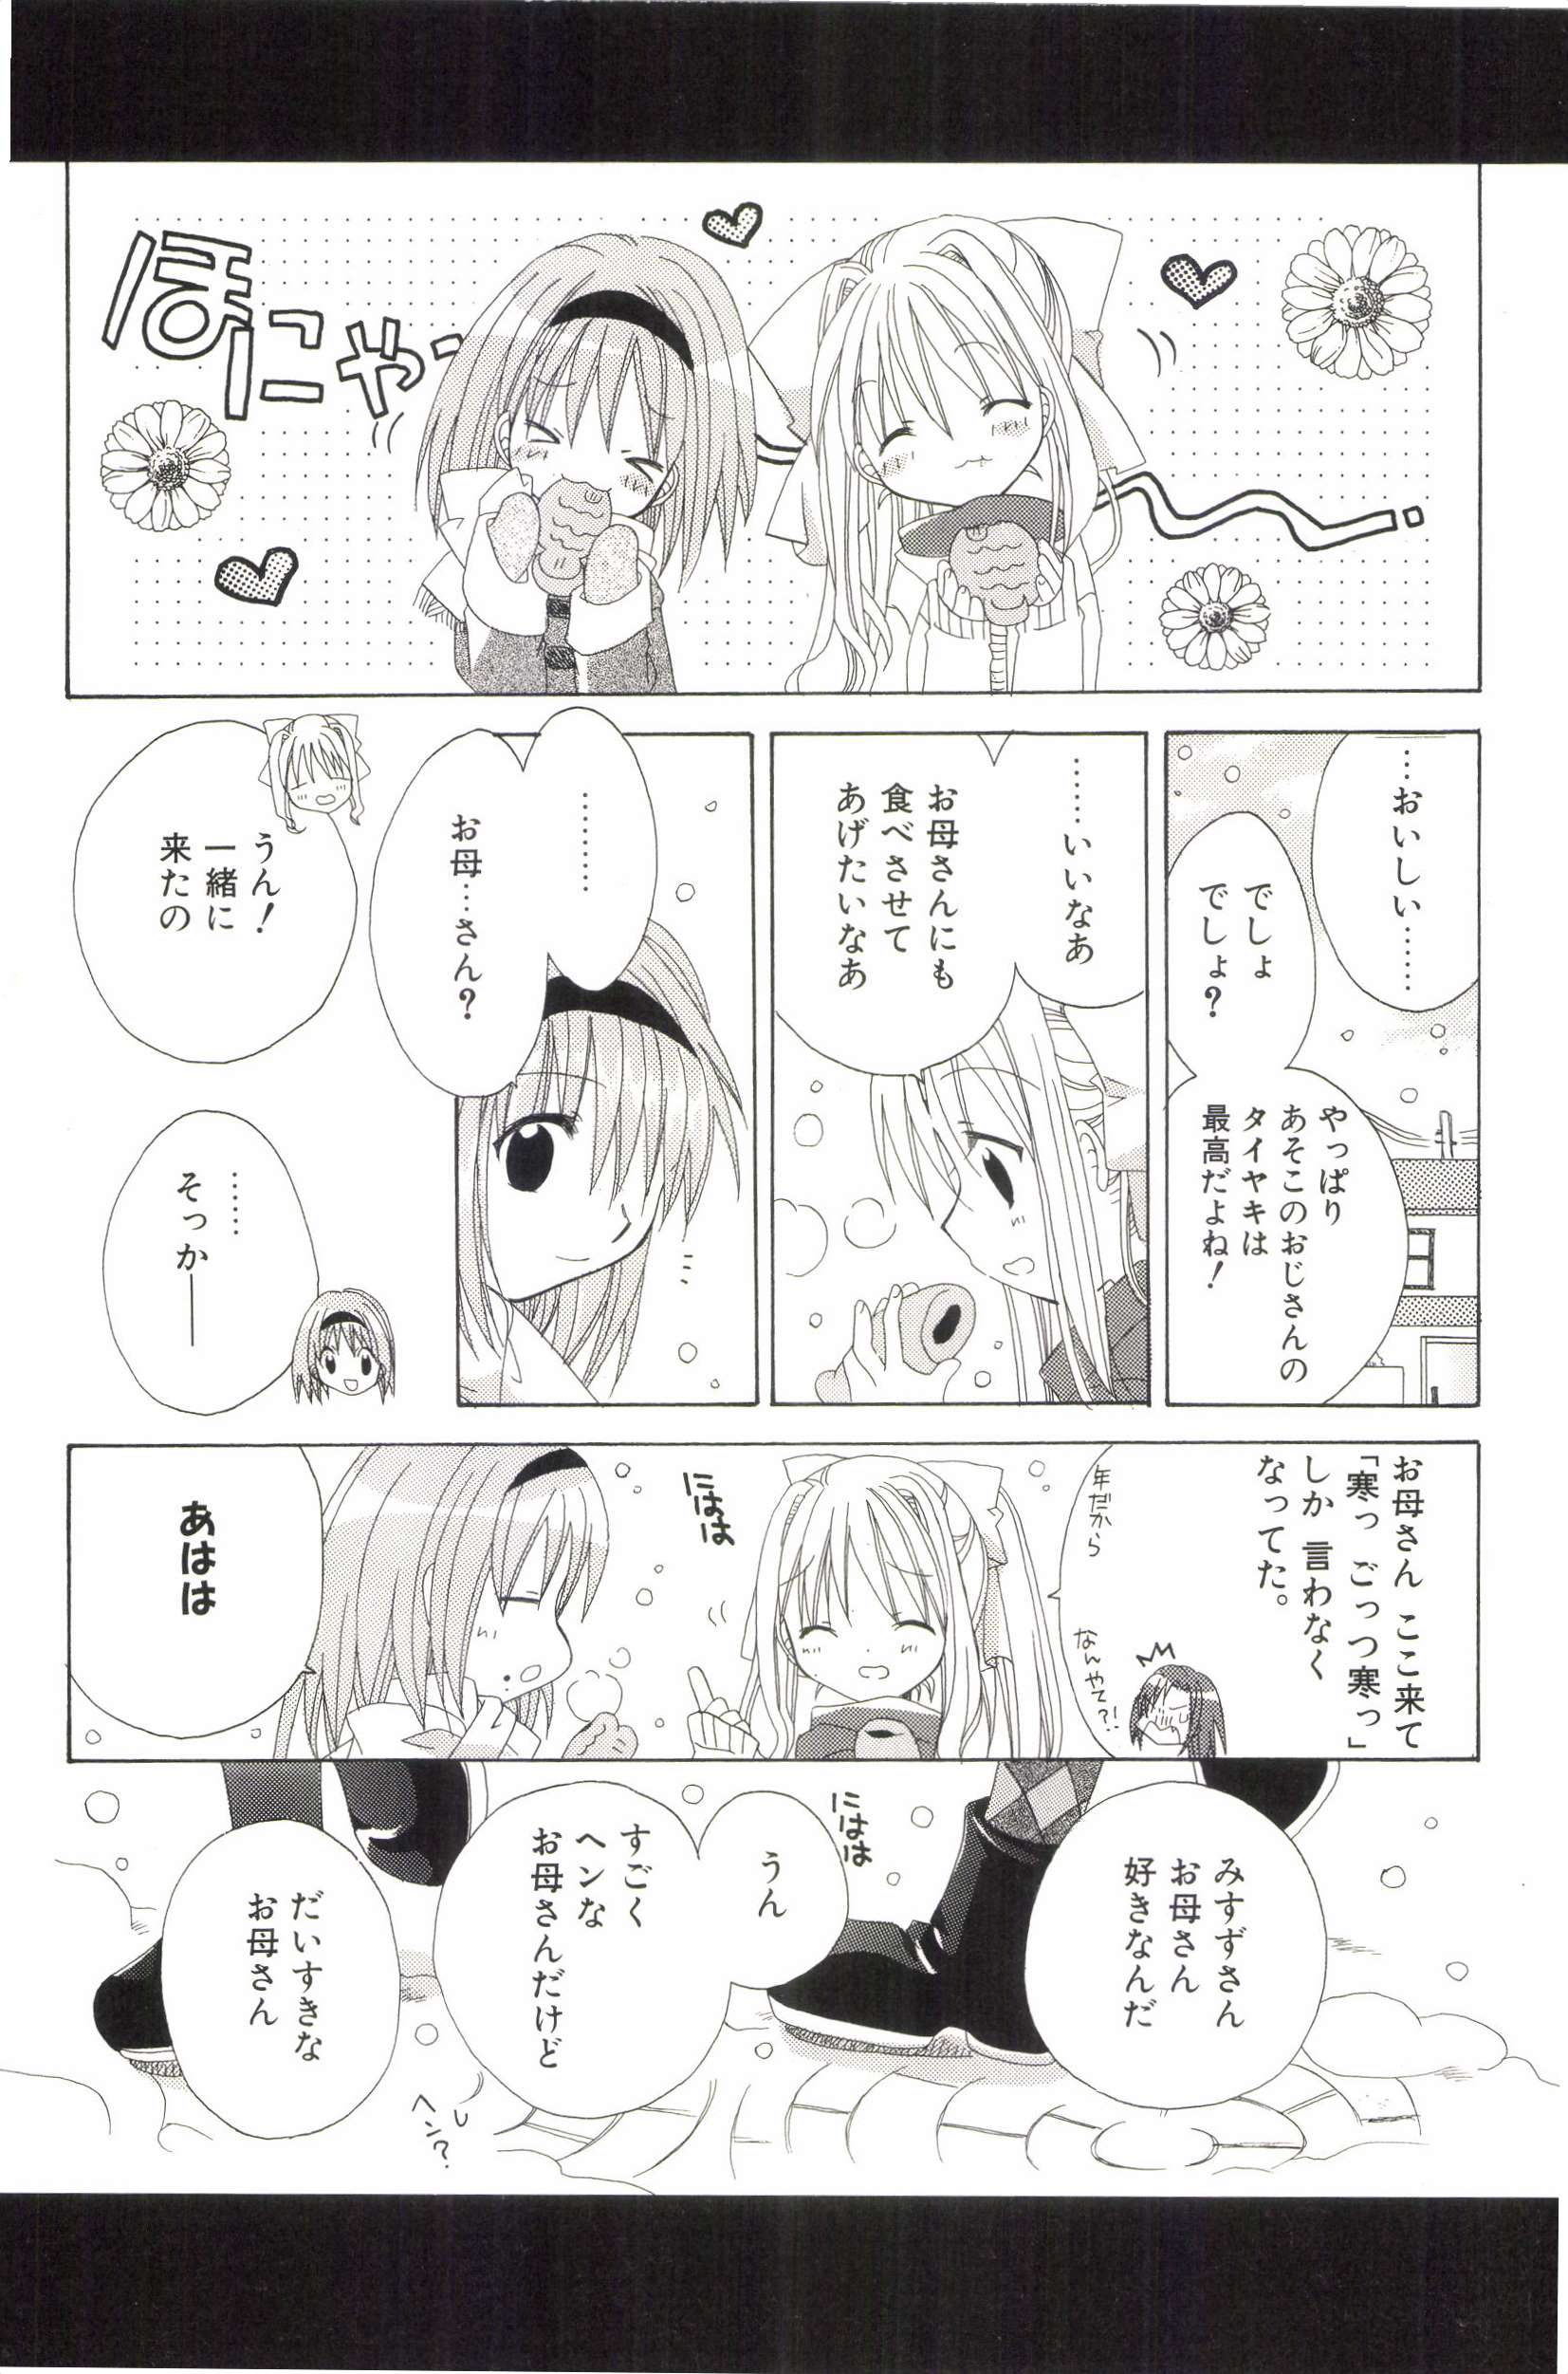 ほにゃ～っ
…おいしい……
でしょ
でしょ？
やっぱり
あそこのおじさんの
タイヤキは
最高だよね！
……いいなあ
お母さんにも
食べさせて
あげたいなあ
………
お母…さん？
うん！
一緒に
来たの
……
そっか――
お母さん ここ来て
「寒っ ごっつ寒っ」
しか 言わなく
なってた。
年だから
なんやて？！
にはは
あはは
みすずさん
お母さん
好きなんだ
にはは
うん
すごく
ヘンな
お母さんだけど
し
ヘン？
だいすきな
お母さん